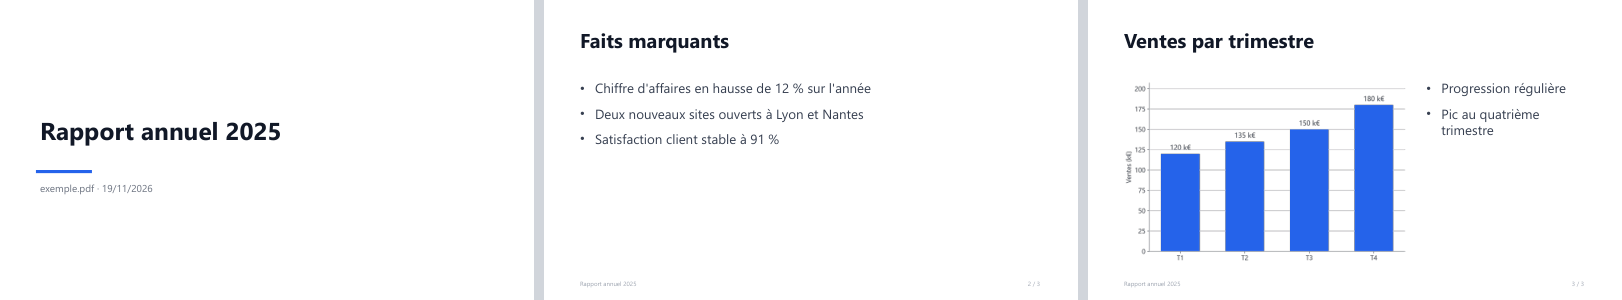 Rapport annuel 2025
exemple.pdf · 19/11/2026
Faits marquants
• Chiffre d'affaires en hausse de 12 % sur l'année
• Deux nouveaux sites ouverts à Lyon et Nantes
• Satisfaction client stable à 91 %
Rapport annuel 2025
2 / 3
Ventes par trimestre
Ventes (k€)
200
175
150
125
100
75
50
25
0
120 k€
135 k€
150 k€
180 k€
T1
T2
T3
T4
• Progression régulière
• Pic au quatrième
trimestre
Rapport annuel 2025
3 / 3